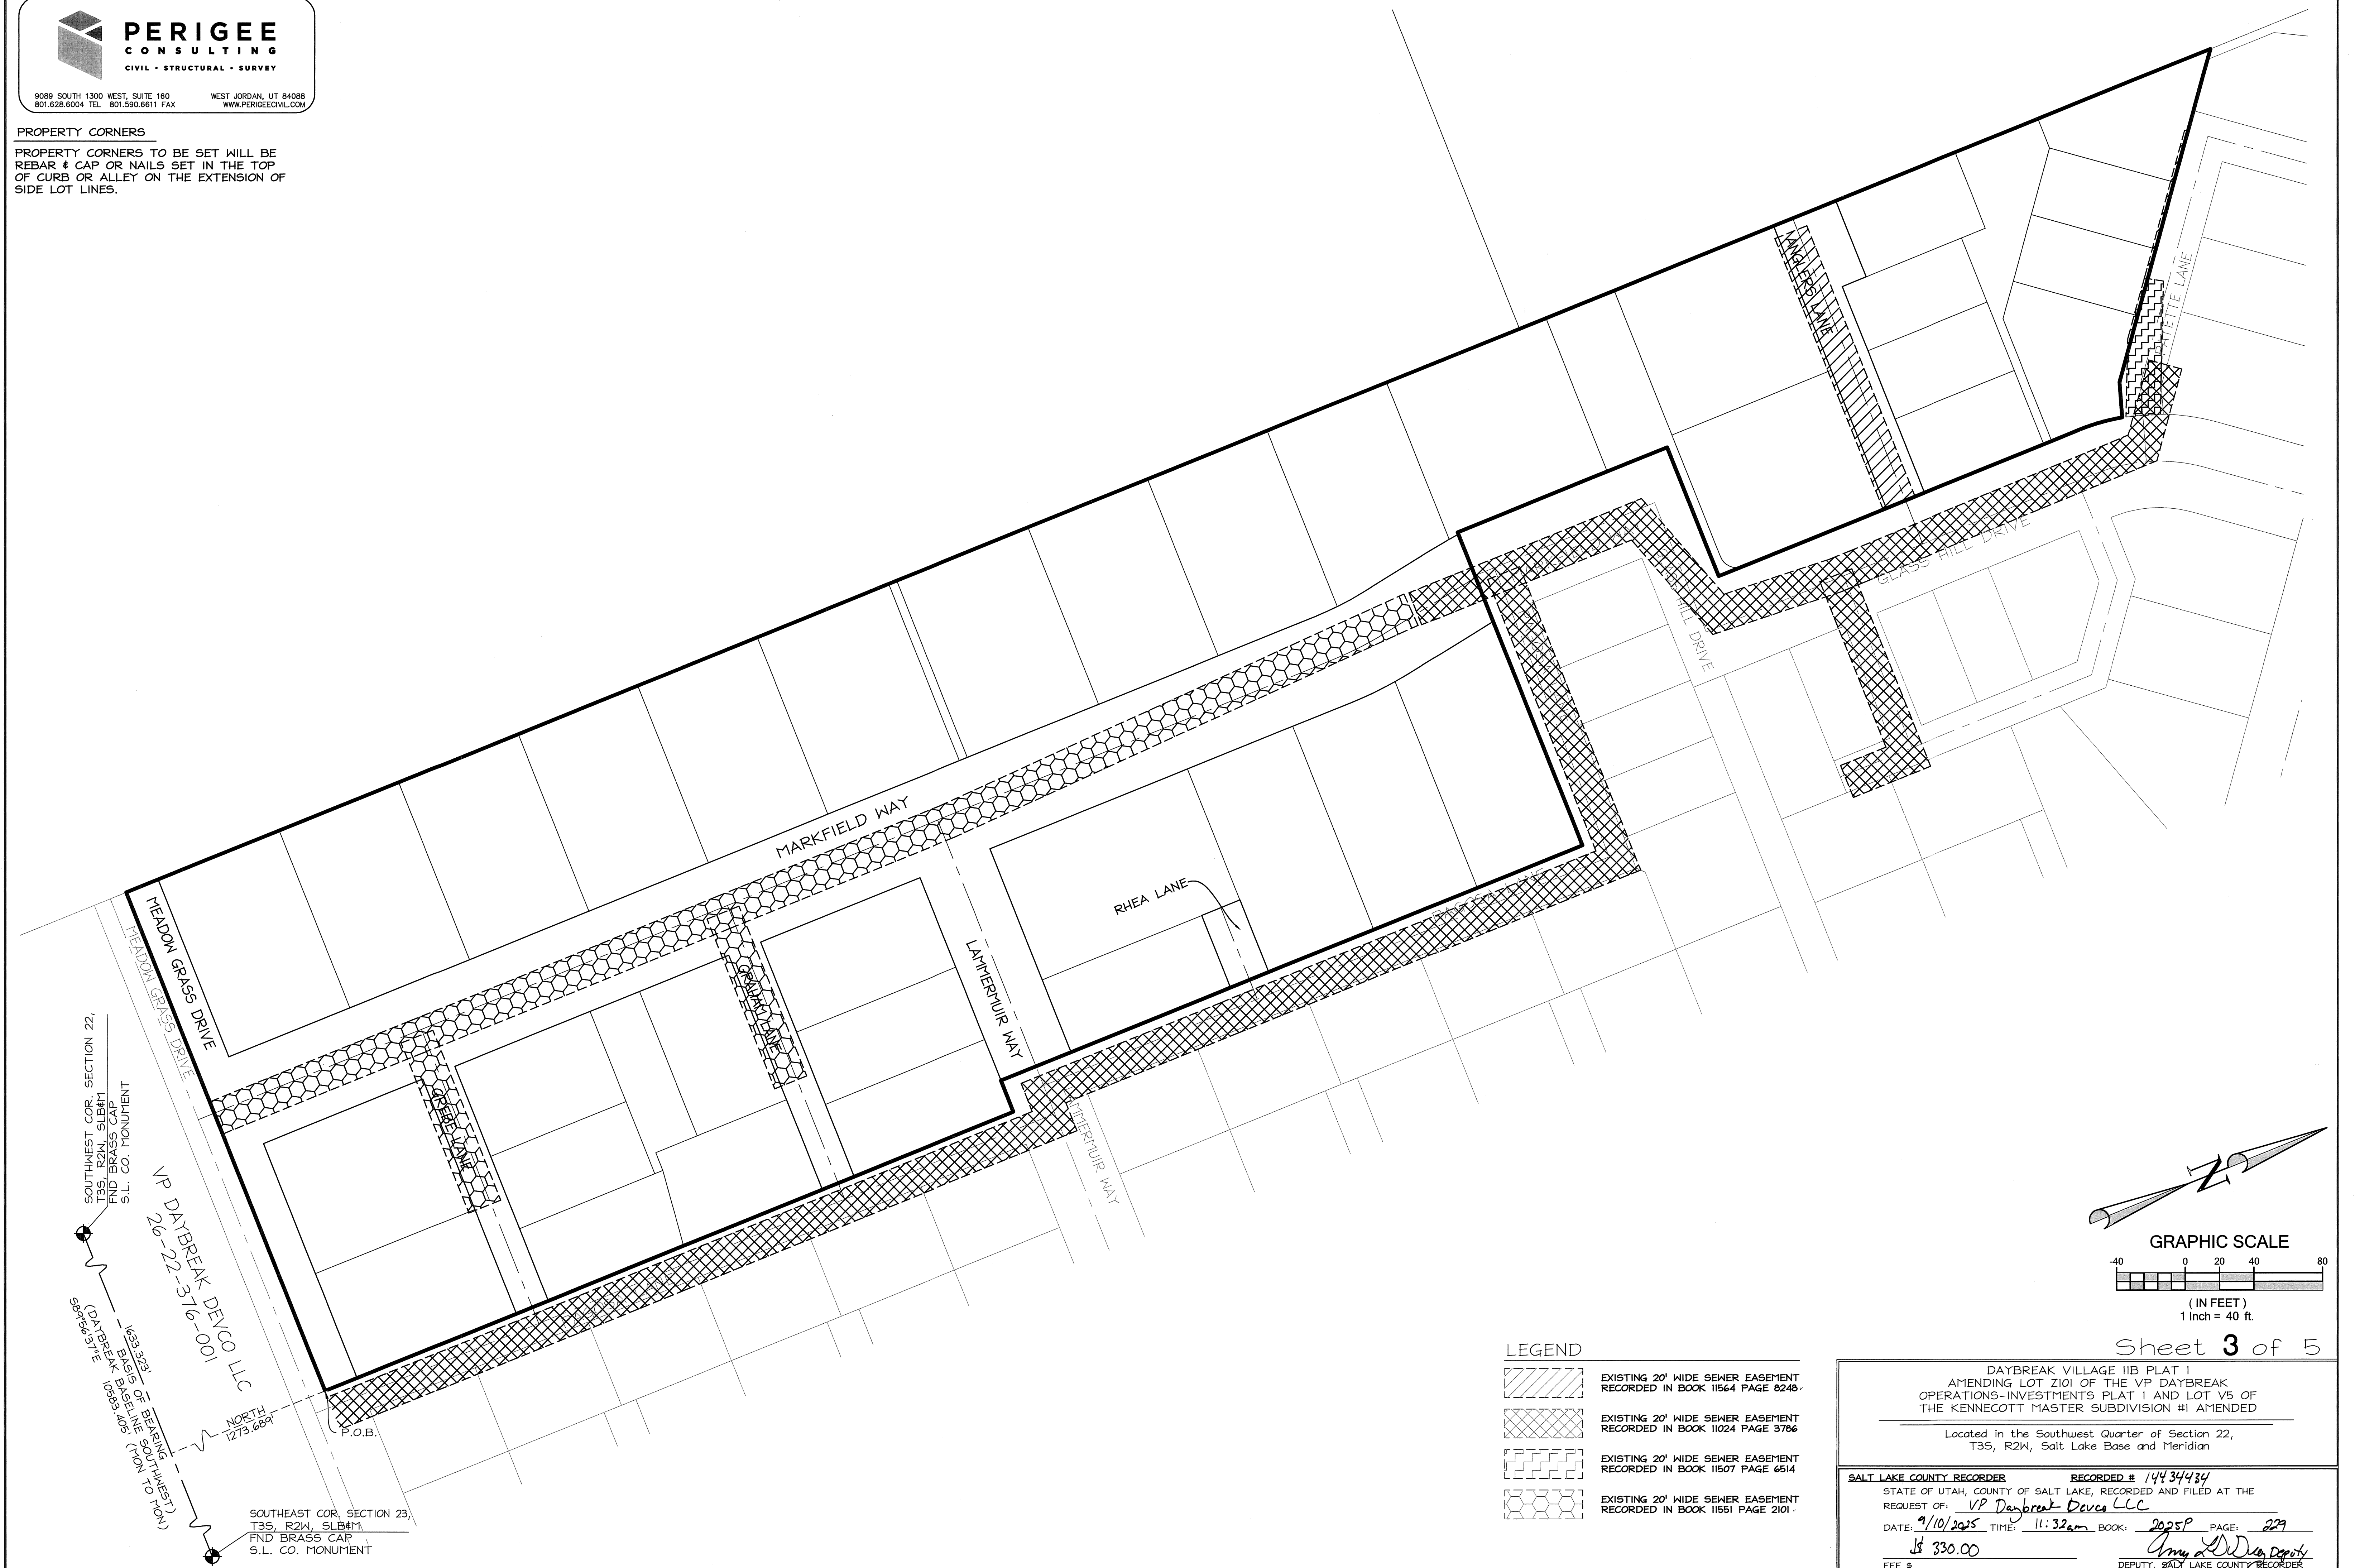 PERIGEE
CONSULTING
CIVIL • STRUCTURAL • SURVEY
9089 SOUTH 1300 WEST, SUITE 160 WEST JORDAN, UT 84088
801.628.6004 TEL 801.590.6611 FAX WWW.PERIGEECIVIL.COM
PROPERTY CORNERS
PROPERTY CORNERS TO BE SET WILL BE
REBAR & CAP OR NAILS SET IN THE TOP
OF CURB OR ALLEY ON THE EXTENSION OF
SIDE LOT LINES.
ANGLERS LANE
PAYETTE LANE
GLASS HILL DRIVE
HILL DRIVE
MARKFIELD WAY
RHEA LANE
MEADOW GRASS DRIVE
MEADOW GRASS DRIVE
GRAHAM LANE
LAMMERMUIR WAY
LANE
MMERMUIR WAY
SOUTHWEST COR. SECTION 22,
T3S, R2W, SLB&M
FND BRASS CAP
S.L. CO. MONUMENT
VP DAYBREAK DEVCO LLC
26-22-376-001
1633.323'
BASIS OF BEARING
(DAYBREAK BASELINE SOUTHWEST)
S89°56'37"E 10583.405' (MON TO MON)
NORTH
1273.689'
P.O.B.
SOUTHEAST COR. SECTION 23,
T3S, R2W, SLB&M
FND BRASS CAP
S.L. CO. MONUMENT
N
GRAPHIC SCALE
-40 0 20 40 80
( IN FEET )
1 Inch = 40 ft.
LEGEND
EXISTING 20' WIDE SEWER EASEMENT
RECORDED IN BOOK 11564 PAGE 8248
EXISTING 20' WIDE SEWER EASEMENT
RECORDED IN BOOK 11024 PAGE 3786
EXISTING 20' WIDE SEWER EASEMENT
RECORDED IN BOOK 11507 PAGE 6514
EXISTING 20' WIDE SEWER EASEMENT
RECORDED IN BOOK 11551 PAGE 2101
Sheet 3 of 5
DAYBREAK VILLAGE 11B PLAT 1
AMENDING LOT Z101 OF THE VP DAYBREAK
OPERATIONS-INVESTMENTS PLAT 1 AND LOT V5 OF
THE KENNECOTT MASTER SUBDIVISION #1 AMENDED
Located in the Southwest Quarter of Section 22,
T3S, R2W, Salt Lake Base and Meridian
SALT LAKE COUNTY RECORDER RECORDED # 14434434
STATE OF UTAH, COUNTY OF SALT LAKE, RECORDED AND FILED AT THE
REQUEST OF: VP Daybreak Devco LLC
DATE: 9/10/2025 TIME: 11:32am BOOK: 2025P PAGE: 229
$ 330.00
FEE $ DEPUTY, SALT LAKE COUNTY RECORDER